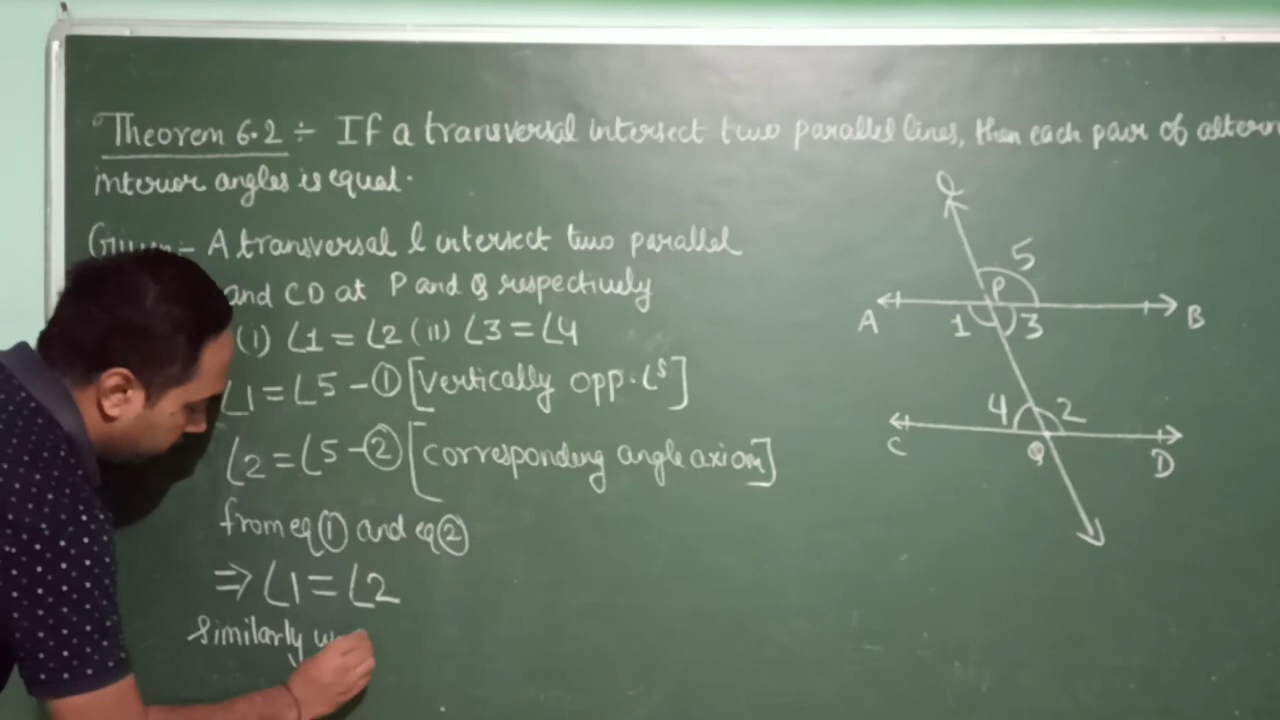 Theorem 6.2 ÷ If a transversal intersect two parallel lines, then each pair of altern
interior angles is equal.
Given :- A transversal l intersect two parallel
and CD at P and Q respectively
(i) ∠1 = ∠2 (ii) ∠3 = ∠4
∠1 = ∠5 - ① [Vertically opp. ∠s]
∠2 = ∠5 - ② [corresponding angle axiom]
from eq ① and eq ②
⇒ ∠1 = ∠2
Similarly
l
5
P
A
1
3
B
4
2
C
Q
D